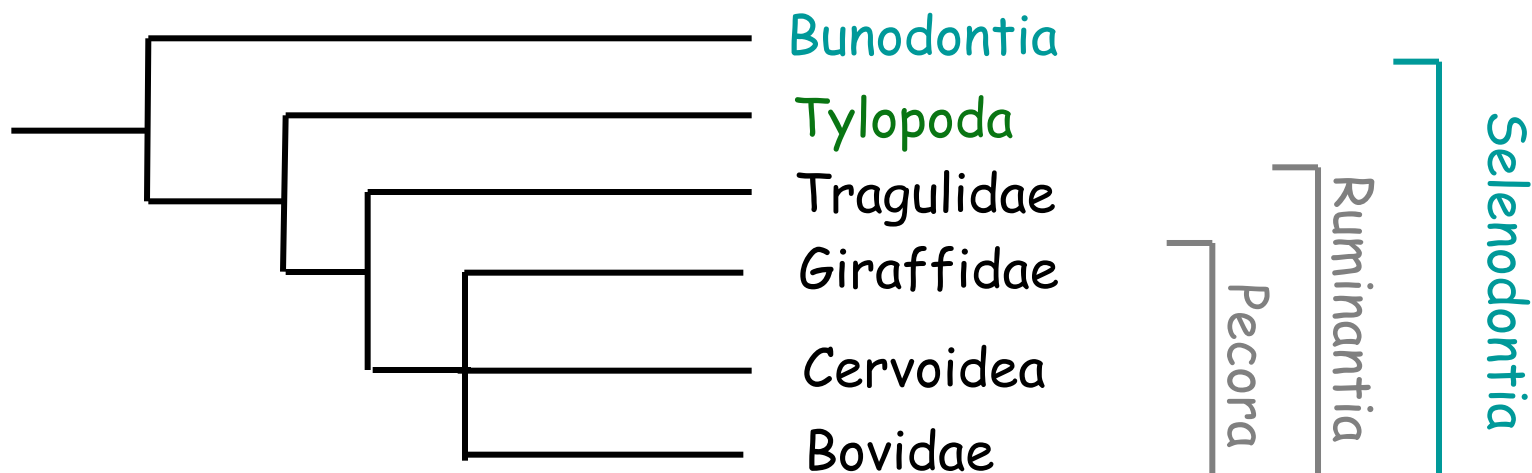 Bunodontia
Tylopoda
Tragulidae
Giraffidae
Cervoidea
Bovidae
Pecora
Ruminantia
Selenodontia